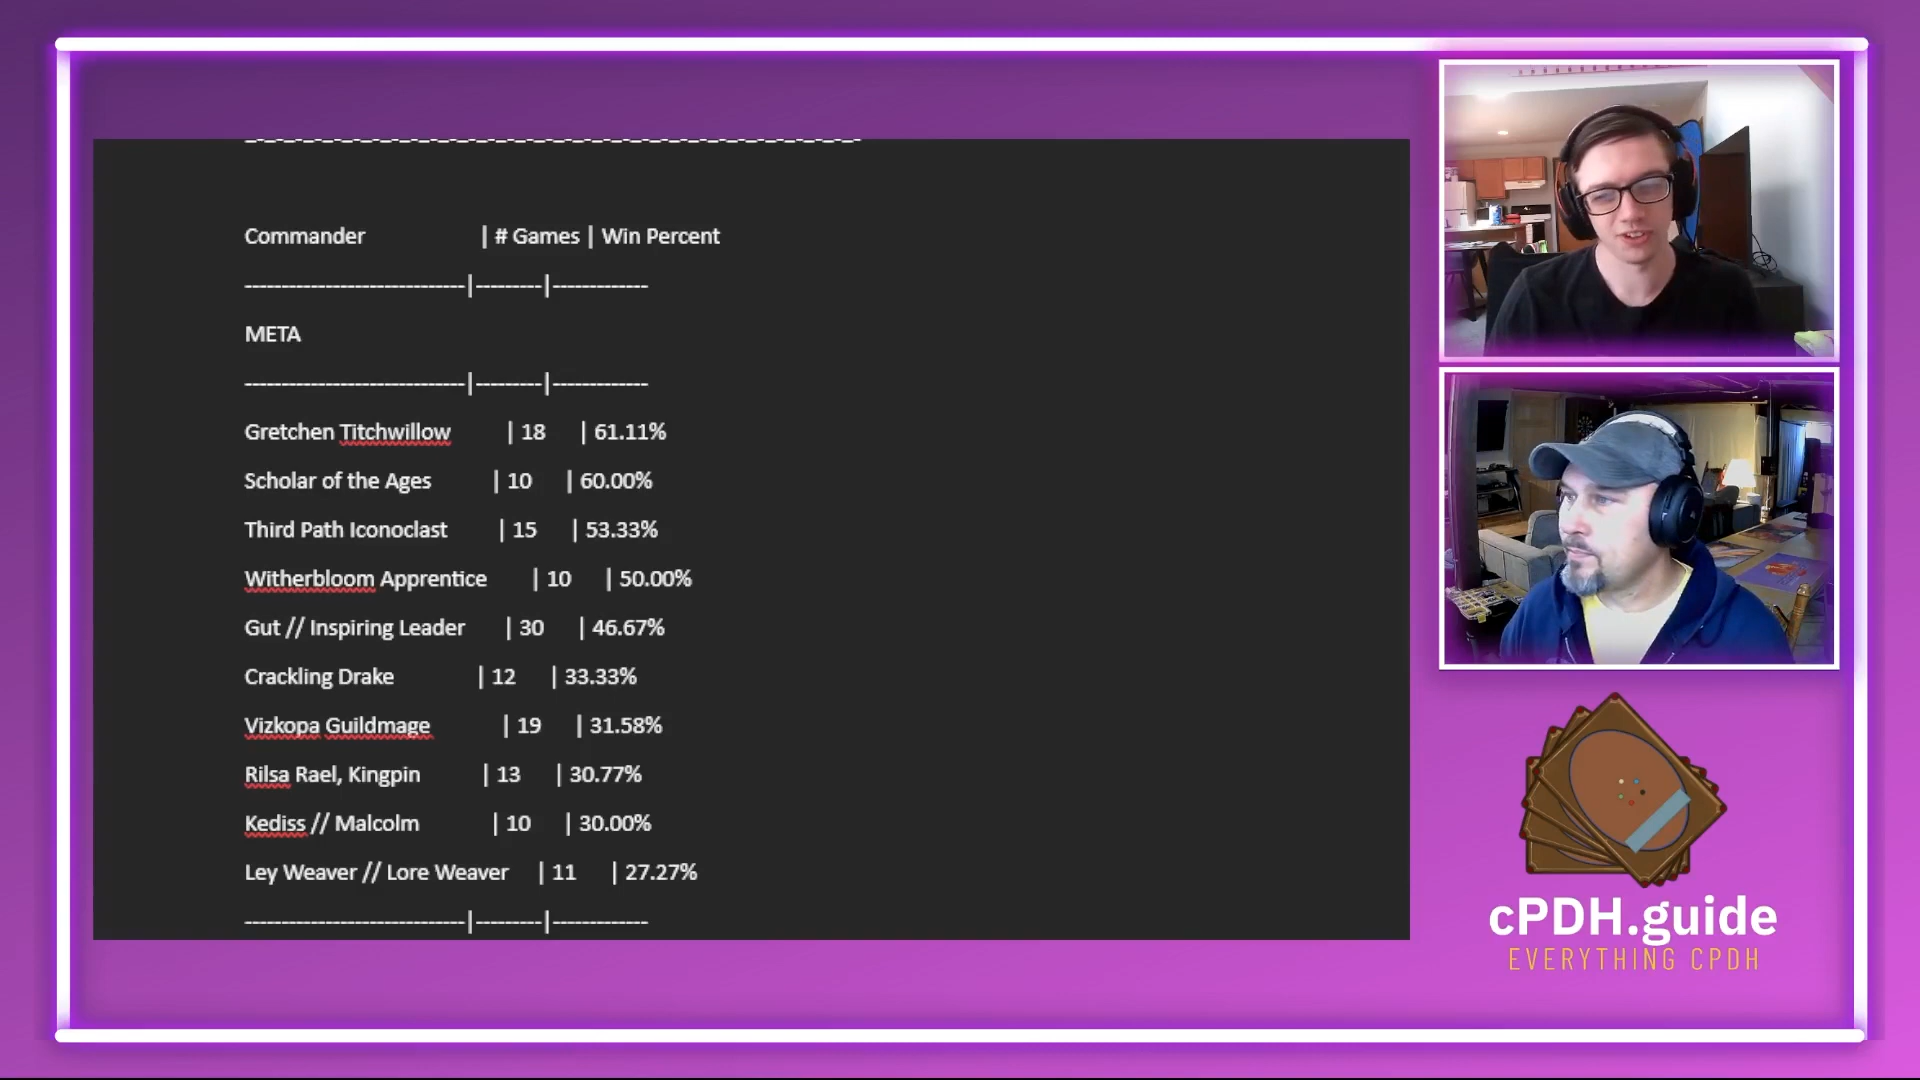 Commander | # Games | Win Percent
------------------------------|---------|-------------
META
------------------------------|---------|-------------
Gretchen Titchwillow | 18 | 61.11%
Scholar of the Ages | 10 | 60.00%
Third Path Iconoclast | 15 | 53.33%
Witherbloom Apprentice | 10 | 50.00%
Gut // Inspiring Leader | 30 | 46.67%
Crackling Drake | 12 | 33.33%
Vizkopa Guildmage | 19 | 31.58%
Rilsa Rael, Kingpin | 13 | 30.77%
Kediss // Malcolm | 10 | 30.00%
Ley Weaver // Lore Weaver | 11 | 27.27%
------------------------------|---------|-------------
cPDH.guide
EVERYTHING CPDH